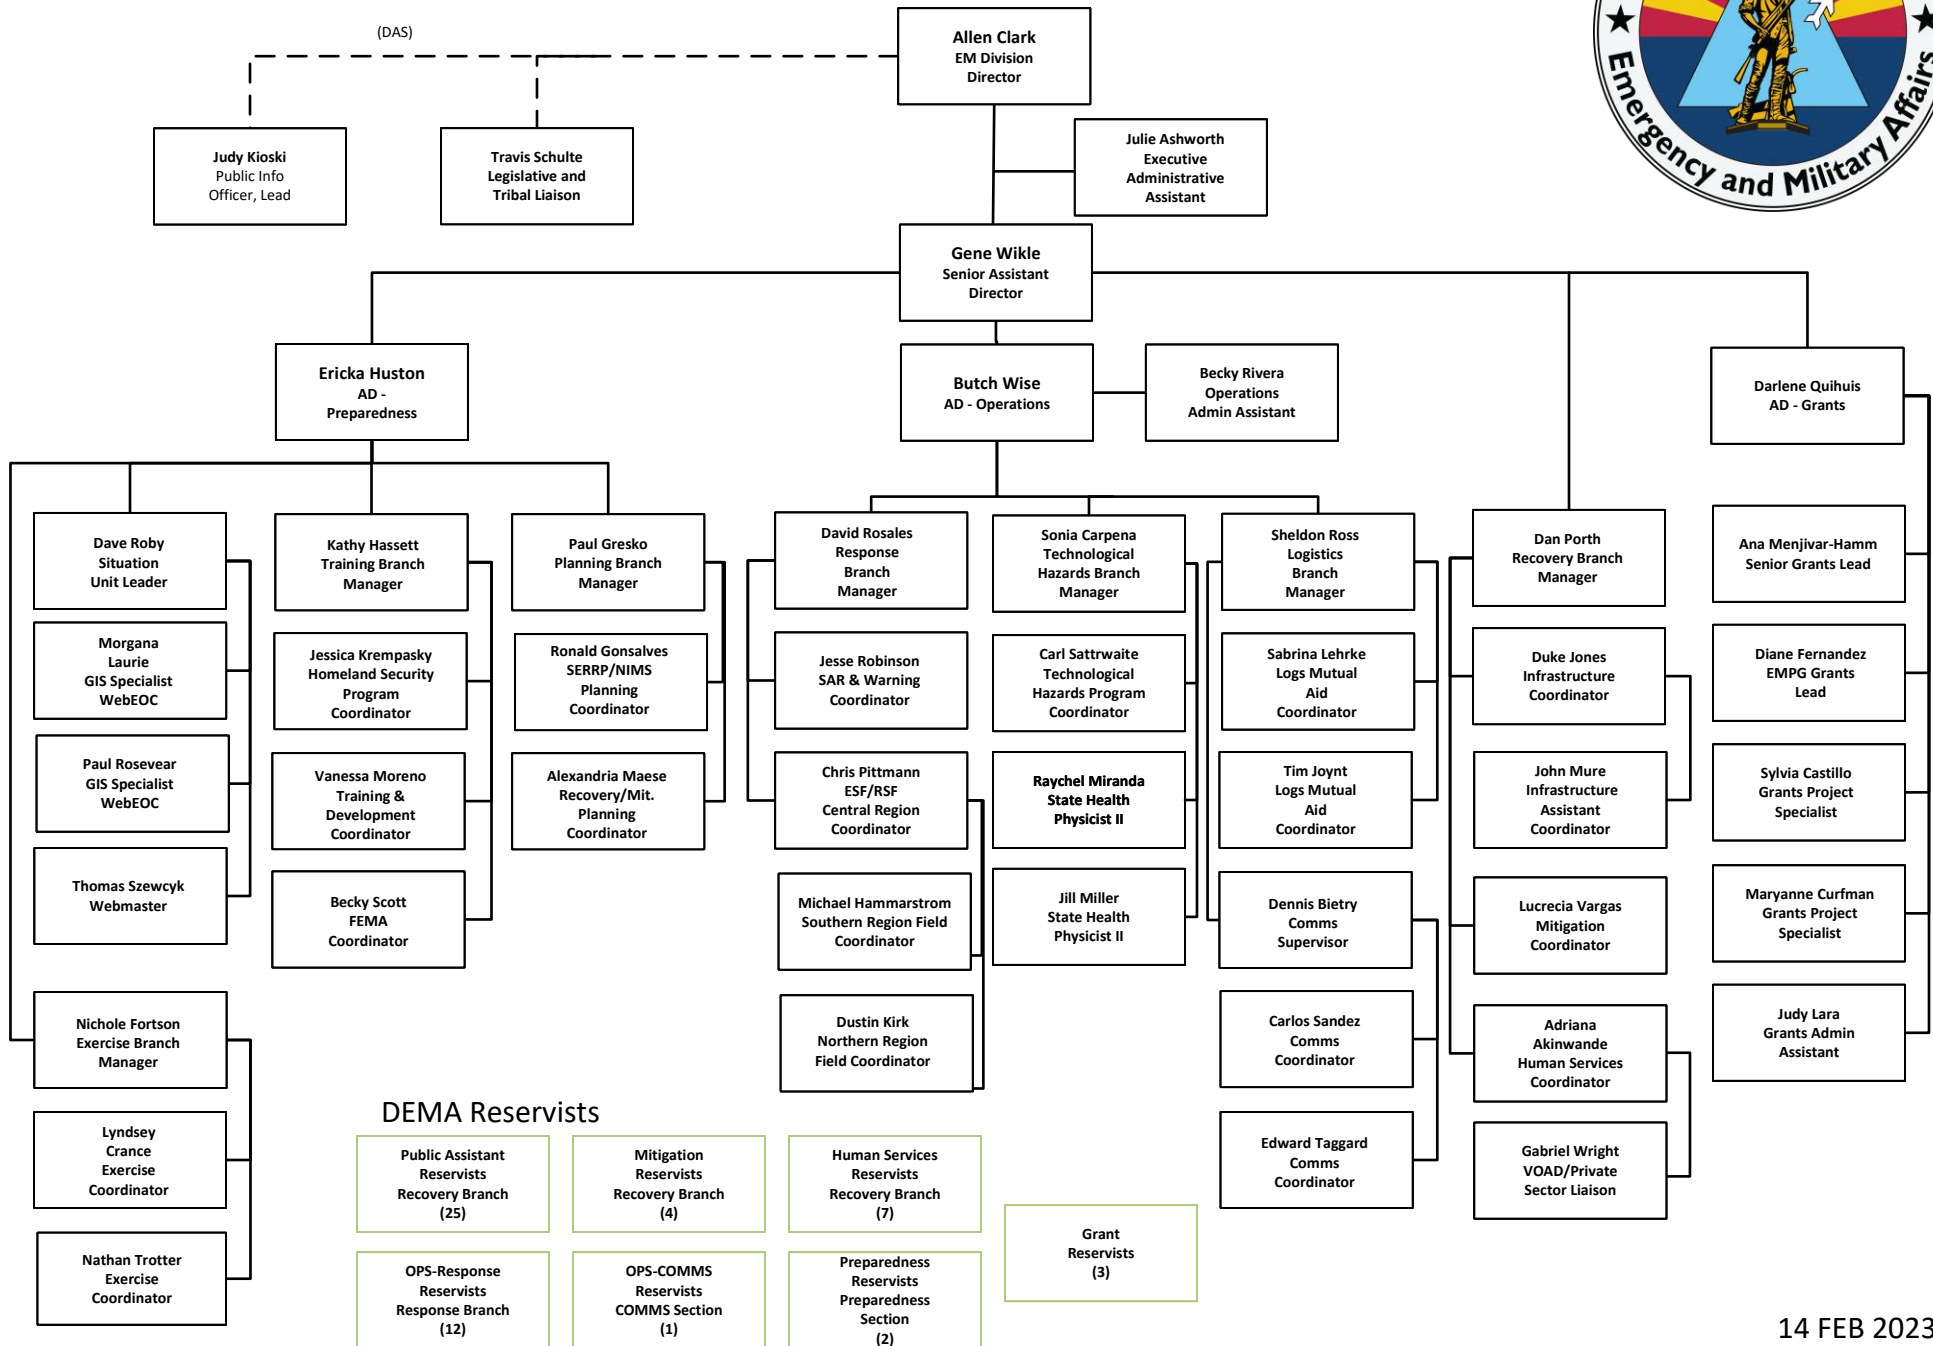 (DAS)
Allen Clark
EM Division
Director
Emergency and Military Affairs
Judy Kioski
Public Info
Officer, Lead
Travis Schulte
Legislative and
Tribal Liaison
Julie Ashworth
Executive
Administrative
Assistant
Gene Wikle
Senior Assistant
Director
Ericka Huston
AD -
Preparedness
Butch Wise
AD - Operations
Becky Rivera
Operations
Admin Assistant
Darlene Quihuis
AD - Grants
Dave Roby
Situation
Unit Leader
Kathy Hassett
Training Branch
Manager
Paul Gresko
Planning Branch
Manager
David Rosales
Response
Branch
Manager
Sonia Carpena
Technological
Hazards Branch
Manager
Sheldon Ross
Logistics
Branch
Manager
Dan Porth
Recovery Branch
Manager
Ana Menjivar-Hamm
Senior Grants Lead
Morgana
Laurie
GIS Specialist
WebEOC
Jessica Krempasky
Homeland Security
Program
Coordinator
Ronald Gonsalves
SERRP/NIMS
Planning
Coordinator
Jesse Robinson
SAR & Warning
Coordinator
Carl Sattrwaite
Technological
Hazards Program
Coordinator
Sabrina Lehrke
Logs Mutual
Aid
Coordinator
Duke Jones
Infrastructure
Coordinator
Diane Fernandez
EMPG Grants
Lead
Paul Rosevear
GIS Specialist
WebEOC
Vanessa Moreno
Training &
Development
Coordinator
Alexandria Maese
Recovery/Mit.
Planning
Coordinator
Chris Pittmann
ESF/RSF
Central Region
Coordinator
Raychel Miranda
State Health
Physicist II
Tim Joynt
Logs Mutual
Aid
Coordinator
John Mure
Infrastructure
Assistant
Coordinator
Sylvia Castillo
Grants Project
Specialist
Thomas Szewcyk
Webmaster
Becky Scott
FEMA
Coordinator
Michael Hammarstrom
Southern Region Field
Coordinator
Jill Miller
State Health
Physicist II
Dennis Bietry
Comms
Supervisor
Lucrecia Vargas
Mitigation
Coordinator
Maryanne Curfman
Grants Project
Specialist
Nichole Fortson
Exercise Branch
Manager
Dustin Kirk
Northern Region
Field Coordinator
Carlos Sandez
Comms
Coordinator
Adriana
Akinwande
Human Services
Coordinator
Judy Lara
Grants Admin
Assistant
Lyndsey
Crance
Exercise
Coordinator
Edward Taggard
Comms
Coordinator
Gabriel Wright
VOAD/Private
Sector Liaison
Nathan Trotter
Exercise
Coordinator
DEMA Reservists
Public Assistant
Reservists
Recovery Branch
(25)
Mitigation
Reservists
Recovery Branch
(4)
Human Services
Reservists
Recovery Branch
(7)
Grant
Reservists
(3)
OPS-Response
Reservists
Response Branch
(12)
OPS-COMMS
Reservists
COMMS Section
(1)
Preparedness
Reservists
Preparedness
Section
(2)
14 FEB 2023